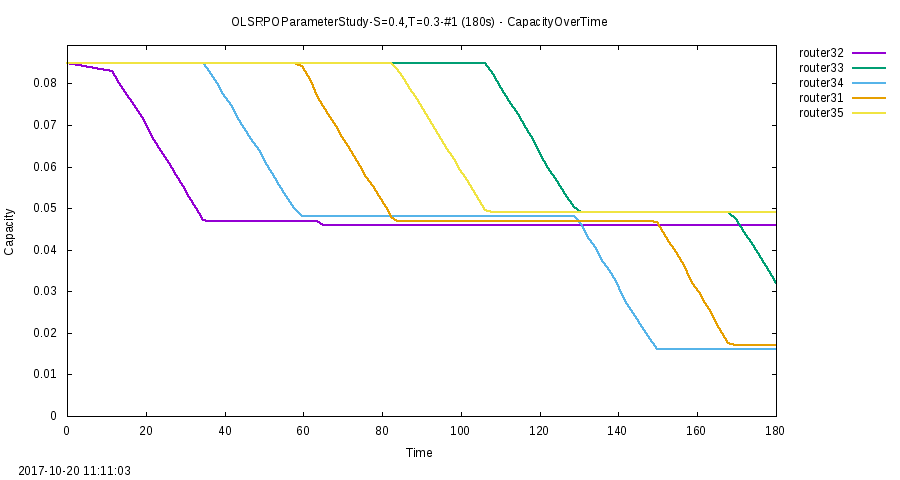 OLSRPOParameterStudy-S=0.4,T=0.3-#1 (180s) - CapacityOverTime
router32
router33
router34
router31
router35
0.08
0.07
0.06
0.05
0.04
0.03
0.02
0.01
0
Capacity
0 20 40 60 80 100 120 140 160 180
Time
2017-10-20 11:11:03